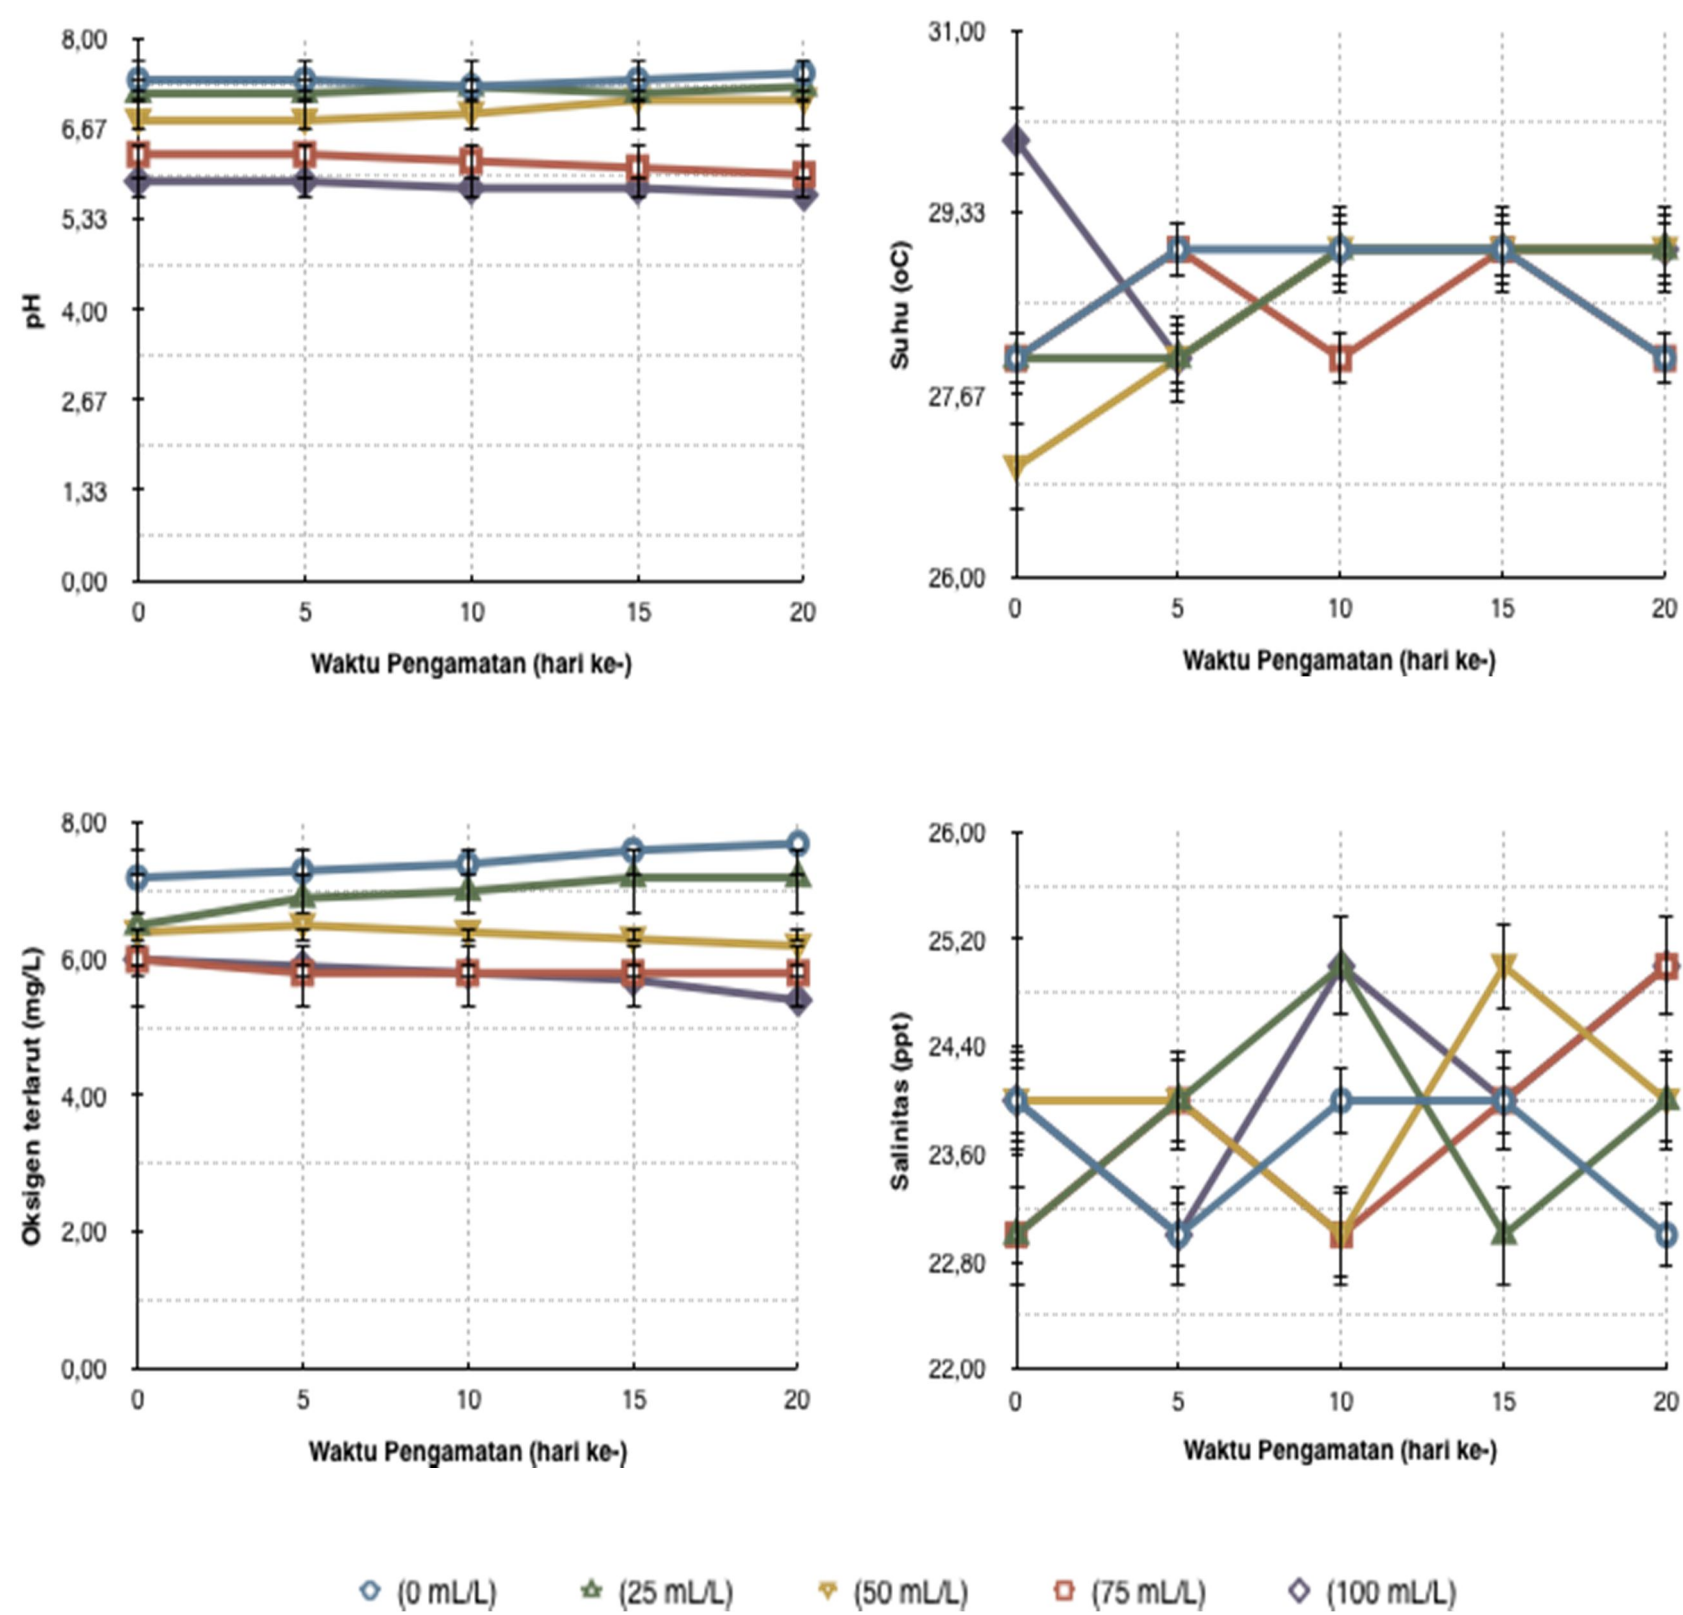 8,00
6,67
5,33
4,00
2,67
1,33
0,00
pH
0 5 10 15 20
Waktu Pengamatan (hari ke-)
31,00
29,33
27,67
26,00
Suhu (oC)
0 5 10 15 20
Waktu Pengamatan (hari ke-)
8,00
6,00
4,00
2,00
0,00
Oksigen terlarut (mg/L)
0 5 10 15 20
Waktu Pengamatan (hari ke-)
26,00
25,20
24,40
23,60
22,80
22,00
Salinitas (ppt)
0 5 10 15 20
Waktu Pengamatan (hari ke-)
(0 mL/L) (25 mL/L) (50 mL/L) (75 mL/L) (100 mL/L)